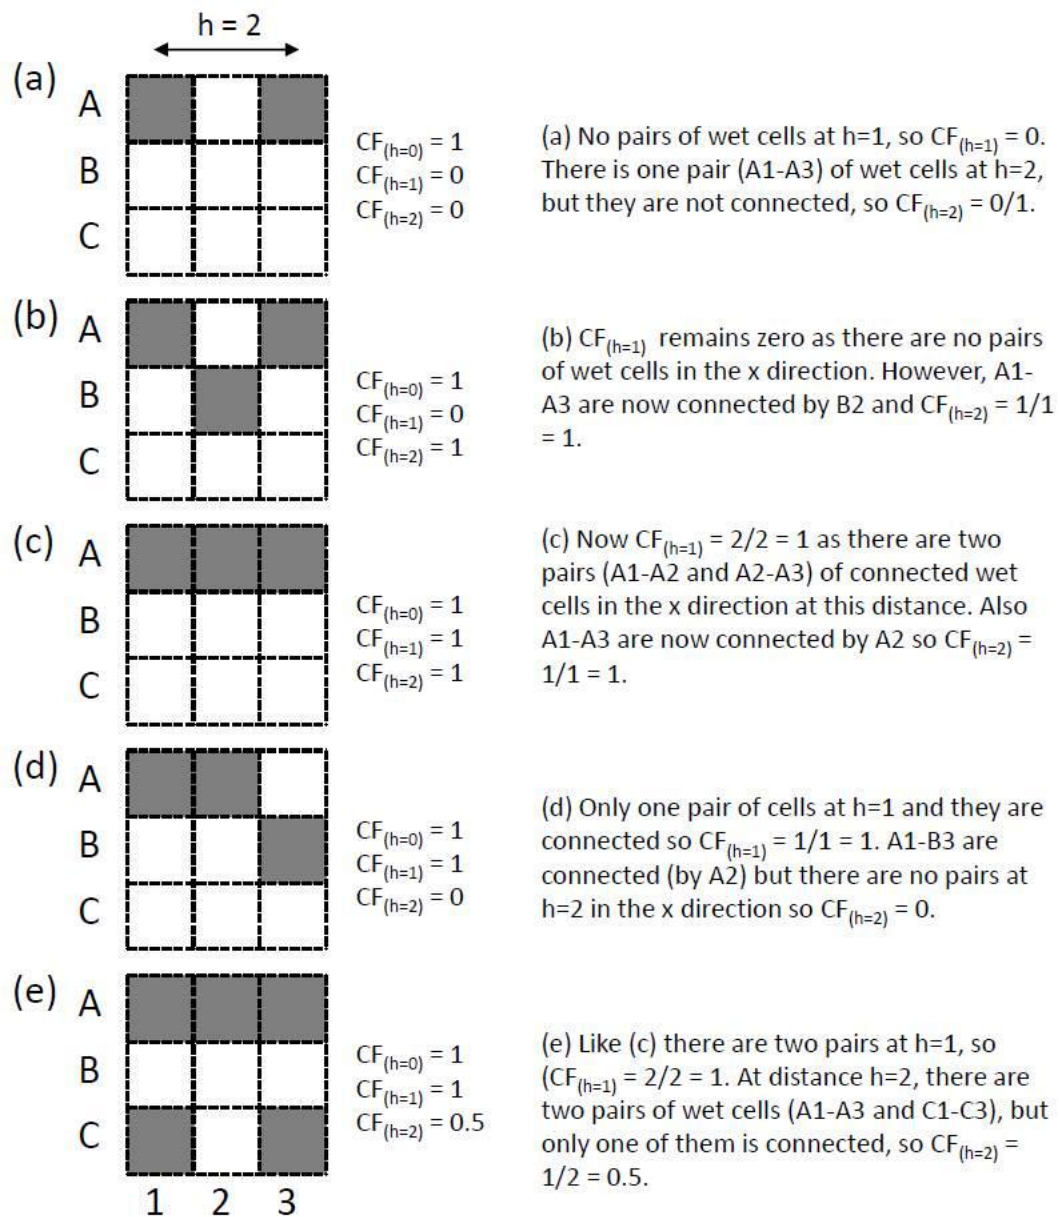 h = 2
(a)
A
B
C
CF(h=0) = 1
CF(h=1) = 0
CF(h=2) = 0
(a) No pairs of wet cells at h=1, so CF(h=1) = 0.
There is one pair (A1-A3) of wet cells at h=2,
but they are not connected, so CF(h=2) = 0/1.
(b)
A
B
C
CF(h=0) = 1
CF(h=1) = 0
CF(h=2) = 1
(b) CF(h=1) remains zero as there are no pairs
of wet cells in the x direction. However, A1-
A3 are now connected by B2 and CF(h=2) = 1/1
= 1.
(c)
A
B
C
CF(h=0) = 1
CF(h=1) = 1
CF(h=2) = 1
(c) Now CF(h=1) = 2/2 = 1 as there are two
pairs (A1-A2 and A2-A3) of connected wet
cells in the x direction at this distance. Also
A1-A3 are now connected by A2 so CF(h=2) =
1/1 = 1.
(d)
A
B
C
CF(h=0) = 1
CF(h=1) = 1
CF(h=2) = 0
(d) Only one pair of cells at h=1 and they are
connected so CF(h=1) = 1/1 = 1. A1-B3 are
connected (by A2) but there are no pairs at
h=2 in the x direction so CF(h=2) = 0.
(e)
A
B
C
CF(h=0) = 1
CF(h=1) = 1
CF(h=2) = 0.5
(e) Like (c) there are two pairs at h=1, so
(CF(h=1) = 2/2 = 1. At distance h=2, there are
two pairs of wet cells (A1-A3 and C1-C3), but
only one of them is connected, so CF(h=2) =
1/2 = 0.5.
1 2 3